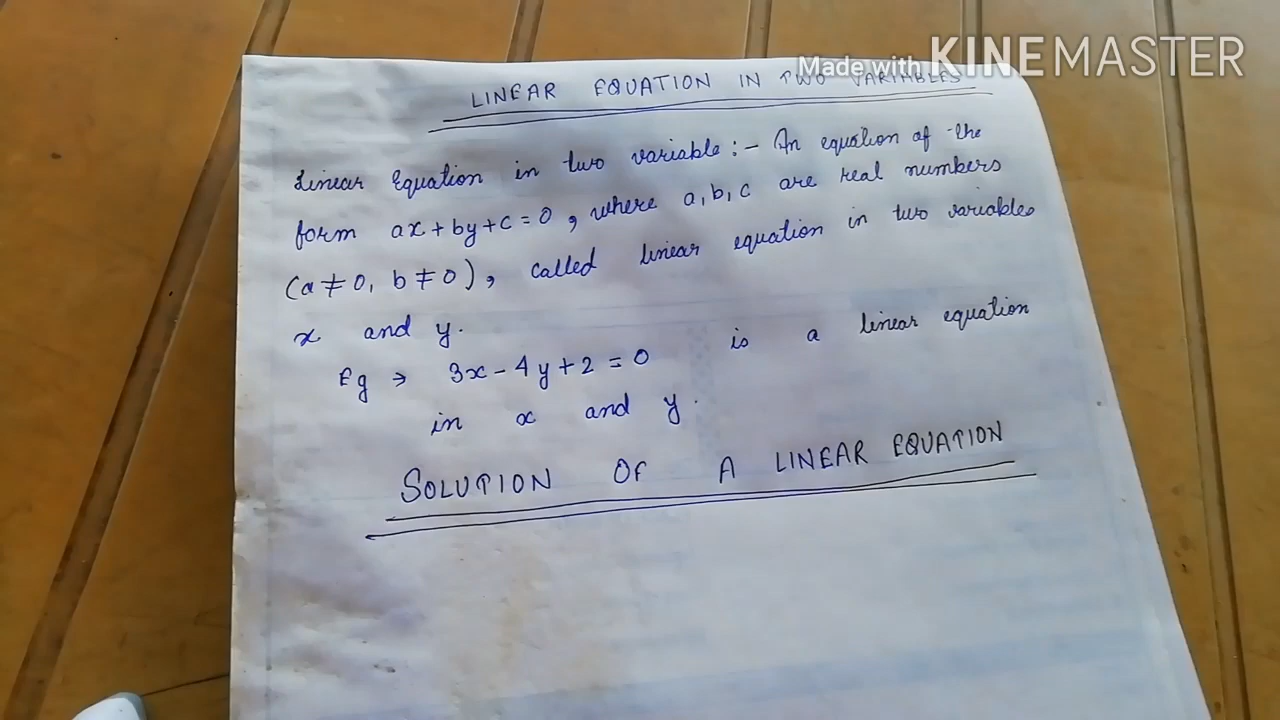 Made with KINEMASTER
LINEAR EQUATION IN TWO VARIABLES
Linear Equation in two variable :- An equation of the
form ax + by + c = 0, where a, b, c are real numbers
(a ≠ 0, b ≠ 0), called linear equation in two variables
x and y.
Eg → 3x - 4y + 2 = 0 is a linear equation
in x and y.
SOLUTION OF A LINEAR EQUATION